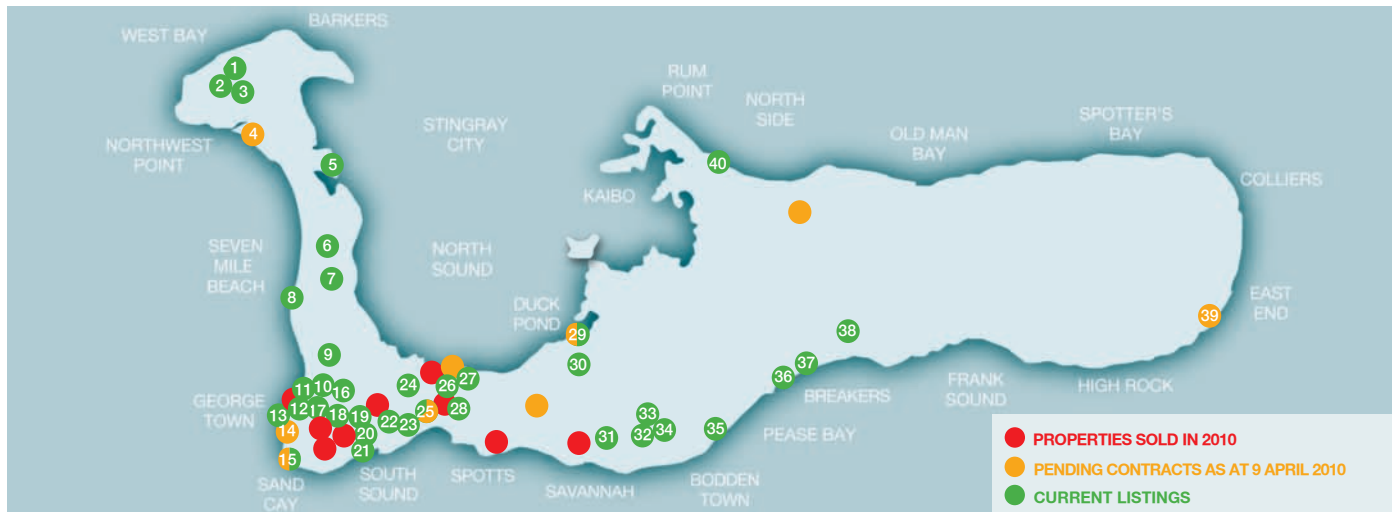 BARKERS
WEST BAY
1
2
3
4
NORTHWEST
POINT
5
STINGRAY
CITY
RUM
POINT
NORTH
SIDE
OLD MAN
BAY
SPOTTER'S
BAY
40
COLLIERS
KAIBO
6
SEVEN
MILE
BEACH
7
8
NORTH
SOUND
DUCK
POND
29
30
EAST
END
39
38
37
36
BREAKERS
FRANK
SOUND
HIGH ROCK
9
24
26
27
10
11
16
GEORGE
TOWN
12
17
13
18
19
25
28
14
22
23
20
15
21
SAND
CAY
SOUTH
SOUND
SPOTTS
SAVANNAH
31
33
32
34
35
PEASE BAY
BODDEN
TOWN
PROPERTIES SOLD IN 2010
PENDING CONTRACTS AS AT 9 APRIL 2010
CURRENT LISTINGS